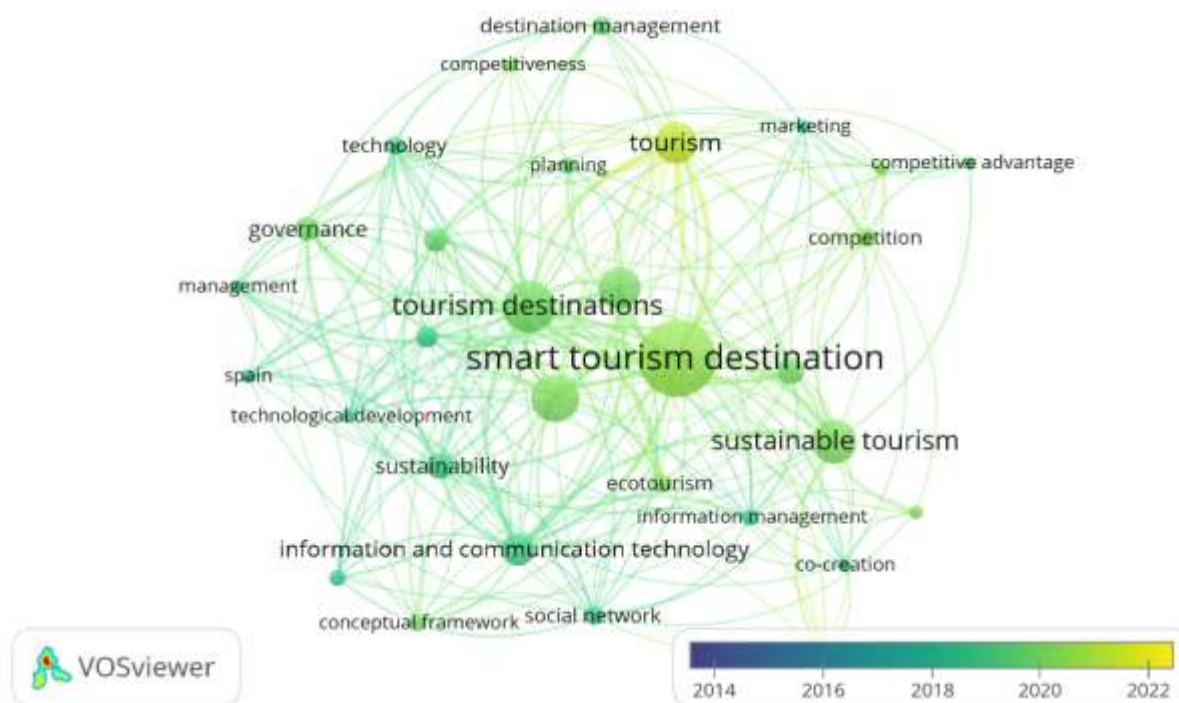 destination management
competitiveness
tourism
marketing
technology
planning
competitive advantage
governance
competition
management
tourism destinations
smart tourism destination
spain
technological development
sustainable tourism
sustainability
ecotourism
information management
information and communication technology
co-creation
conceptual framework
social network
VOSviewer
2014
2016
2018
2020
2022